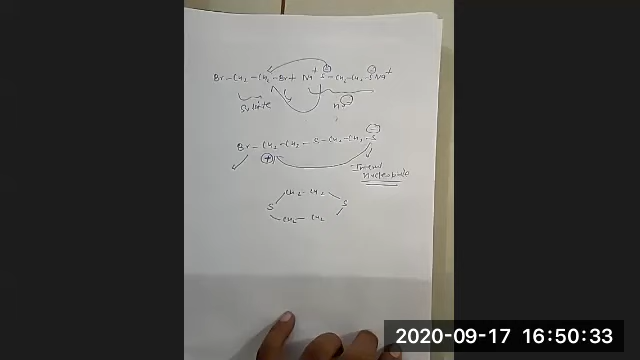 Br-CH2-CH2-Br + Na+ S⊖-CH2-CH2-S⊖Na+
Nu⊖
Br-CH2-CH2-S-CH2-CH2-S⊖
⊕
Internal
Nucleophile
CH2-CH2
S S
CH2-CH2
2020-09-17 16:50:33